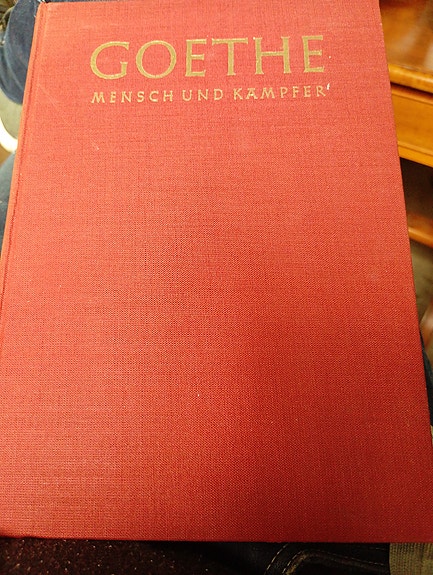 GOETHE
MENSCH UND KÄMPFER